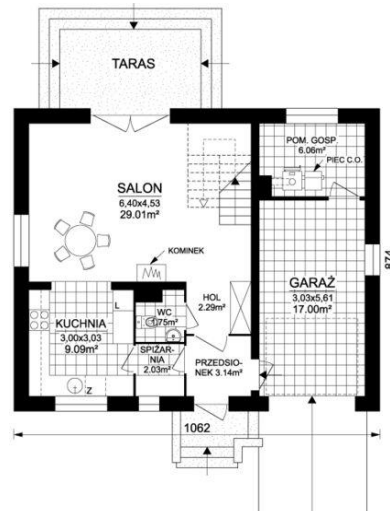 TARAS
POM. GOSP.
6.06m²
PIEC C.O.
SALON
6,40x4,53
29.01m²
KOMINEK
874
GARAŻ
3,03x5,61
17.00m²
HOL
2.29m²
L
WC
1.75m²
KUCHNIA
3,00x3,03
9.09m²
SPIŻAR-
NIA
2.03m²
PRZEDSIO-
NEK 3.14m²
Z
1062